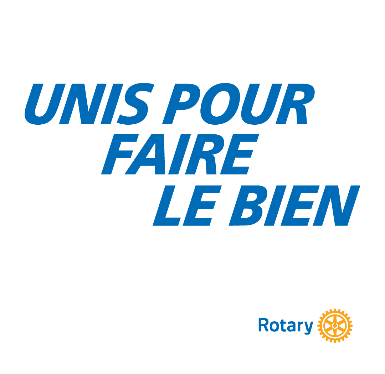 UNIS POUR
FAIRE
LE BIEN
Rotary